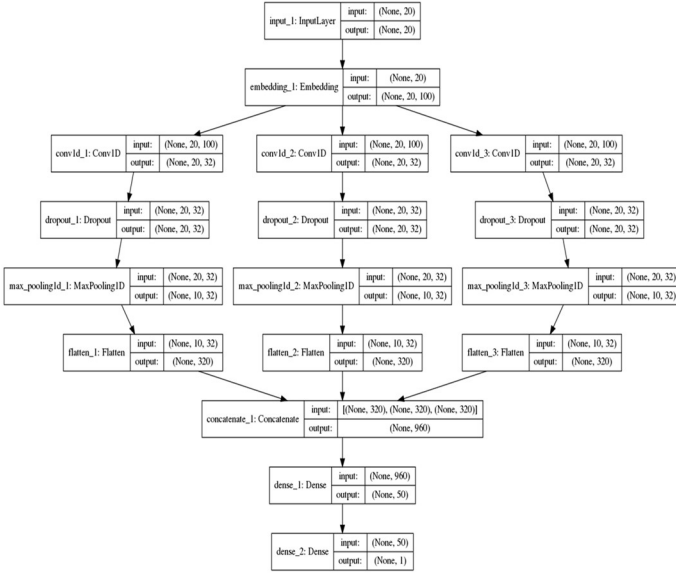 input_1: InputLayer input: (None, 20)
output: (None, 20)
embedding_1: Embedding input: (None, 20)
output: (None, 20, 100)
conv1d_1: Conv1D input: (None, 20, 100)
output: (None, 20, 32)
conv1d_2: Conv1D input: (None, 20, 100)
output: (None, 20, 32)
conv1d_3: Conv1D input: (None, 20, 100)
output: (None, 20, 32)
dropout_1: Dropout input: (None, 20, 32)
output: (None, 20, 32)
dropout_2: Dropout input: (None, 20, 32)
output: (None, 20, 32)
dropout_3: Dropout input: (None, 20, 32)
output: (None, 20, 32)
max_pooling1d_1: MaxPooling1D input: (None, 20, 32)
output: (None, 10, 32)
max_pooling1d_2: MaxPooling1D input: (None, 20, 32)
output: (None, 10, 32)
max_pooling1d_3: MaxPooling1D input: (None, 20, 32)
output: (None, 10, 32)
flatten_1: Flatten input: (None, 10, 32)
output: (None, 320)
flatten_2: Flatten input: (None, 10, 32)
output: (None, 320)
flatten_3: Flatten input: (None, 10, 32)
output: (None, 320)
concatenate_1: Concatenate input: [(None, 320), (None, 320), (None, 320)]
output: (None, 960)
dense_1: Dense input: (None, 960)
output: (None, 50)
dense_2: Dense input: (None, 50)
output: (None, 1)